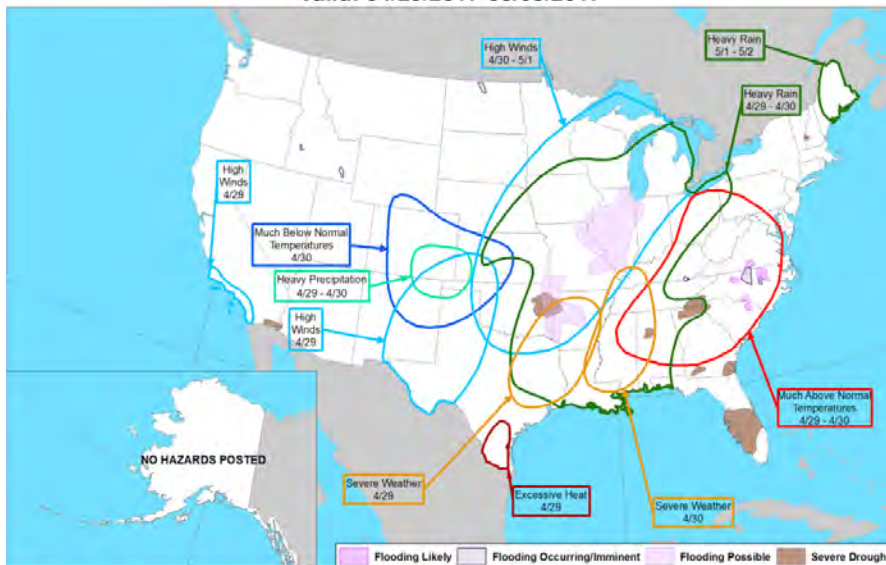 High Winds
4/30 - 5/1
Heavy Rain
5/1 - 5/2
Heavy Rain
4/29 - 4/30
High
Winds
4/28
Much Below Normal
Temperatures
4/30
Heavy Precipitation
4/29 - 4/30
High
Winds
4/29
Much Above Normal
Temperatures
4/29 - 4/30
NO HAZARDS POSTED
Severe Weather
4/29
Excessive Heat
4/29
Severe Weather
4/30
Flooding Likely
Flooding Occurring/Imminent
Flooding Possible
Severe Drough